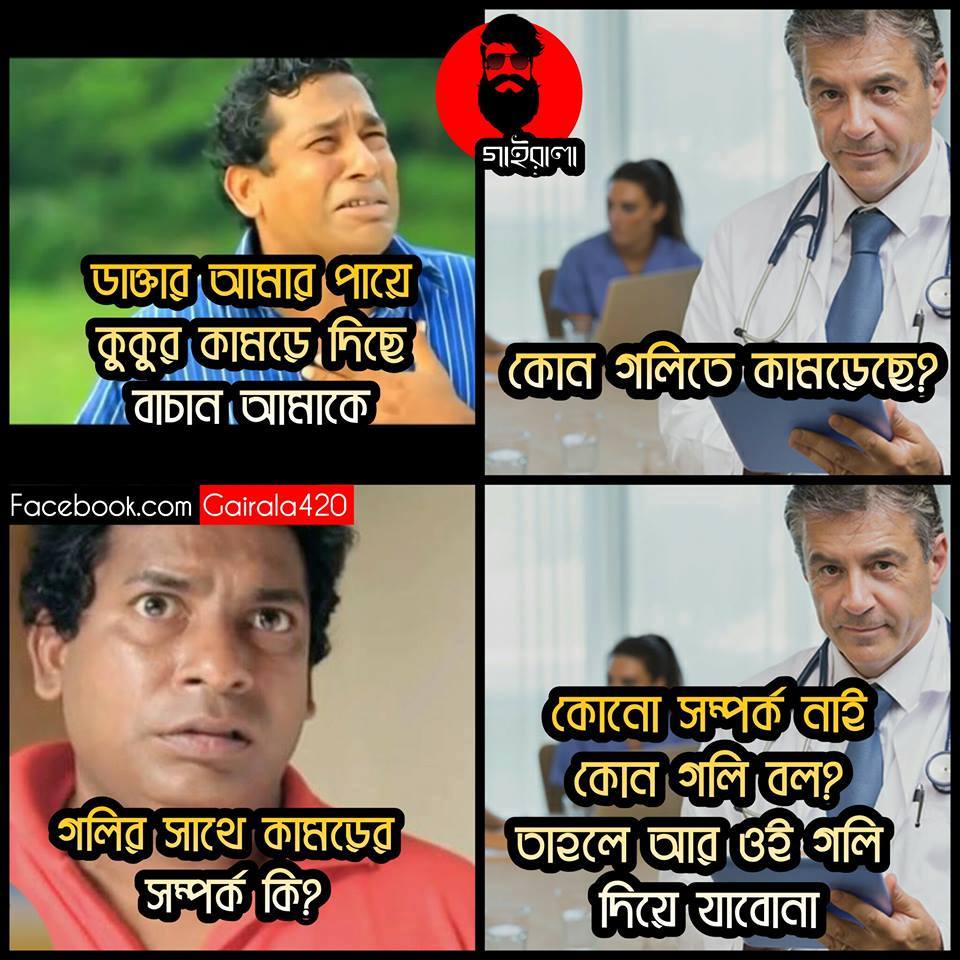 গাইরালা
ডাক্তার আমার পায়ে
কুকুর কামড়ে দিছে
বাচান আমাকে
কোন গলিতে কামড়েছে?
Facebook.com Gairala420
গলির সাথে কামড়ের
সম্পর্ক কি?
কোনো সম্পর্ক নাই
কোন গলি বল?
তাহলে আর ওই গলি
দিয়ে যাবোনা